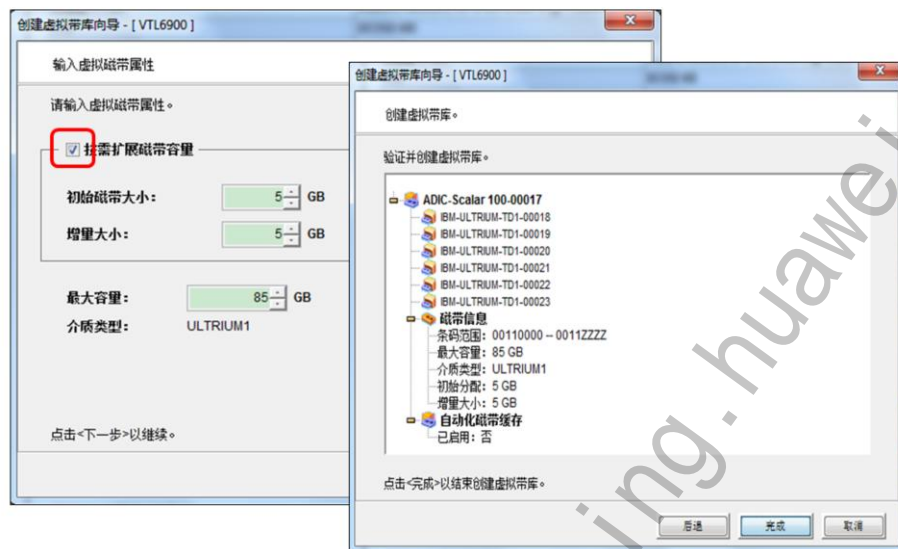 创建虚拟带库向导 - [ VTL6900 ]
输入虚拟磁带属性
请输入虚拟磁带属性。
按需扩展磁带容量
初始磁带大小: 5 GB
增量大小: 5 GB
最大容量: 85 GB
介质类型: ULTRIUM1
点击<下一步>以继续。
创建虚拟带库向导 - [ VTL6900 ]
创建虚拟带库。
验证并创建虚拟带库。
ADIC-Scalar 100-00017
IBM-ULTRIUM-TD1-00018
IBM-ULTRIUM-TD1-00019
IBM-ULTRIUM-TD1-00020
IBM-ULTRIUM-TD1-00021
IBM-ULTRIUM-TD1-00022
IBM-ULTRIUM-TD1-00023
磁带信息
条码范围: 00110000 -- 0011ZZZZ
最大容量: 85 GB
介质类型: ULTRIUM1
初始分配: 5 GB
增量大小: 5 GB
自动化磁带缓存
已启用: 否
点击<完成>以结束创建虚拟带库。
后退 完成 取消
ing.huawei